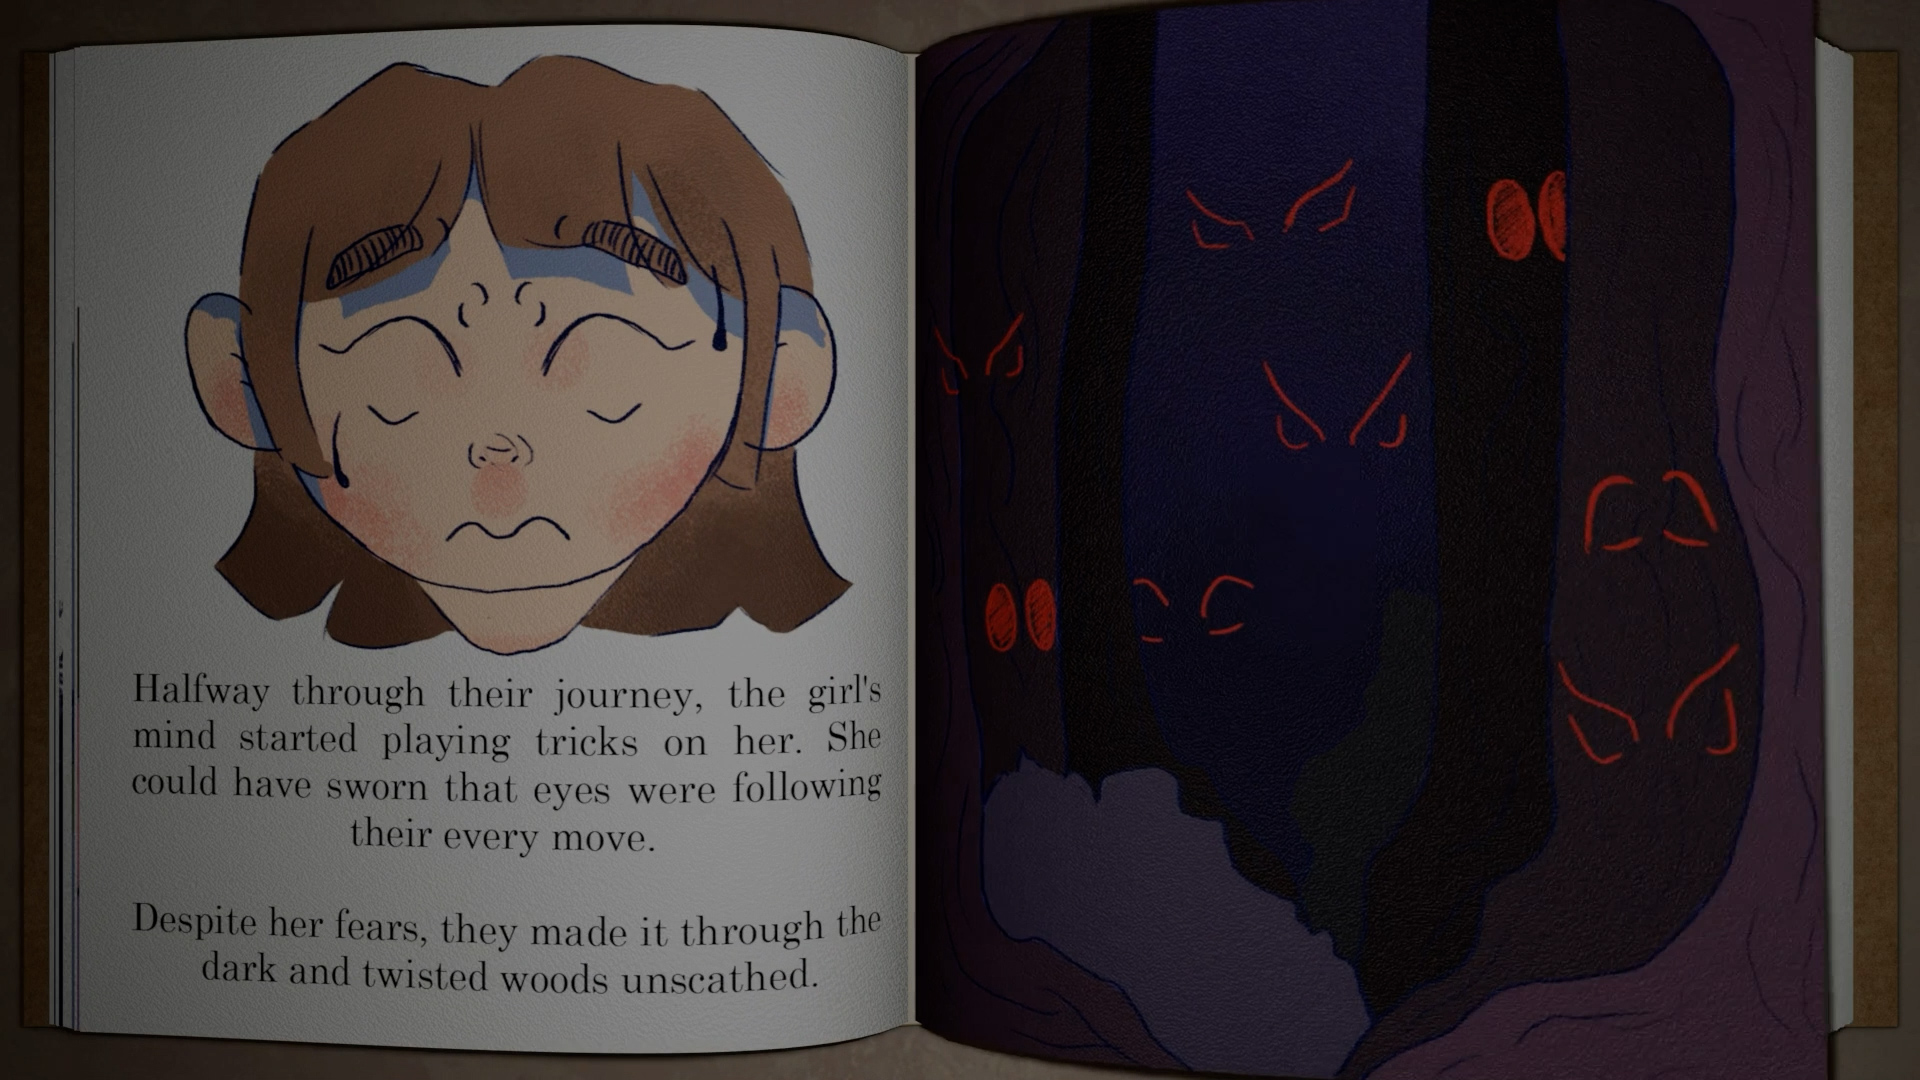 Halfway through their journey, the girl's
mind started playing tricks on her. She
could have sworn that eyes were following
their every move.
Despite her fears, they made it through the
dark and twisted woods unscathed.